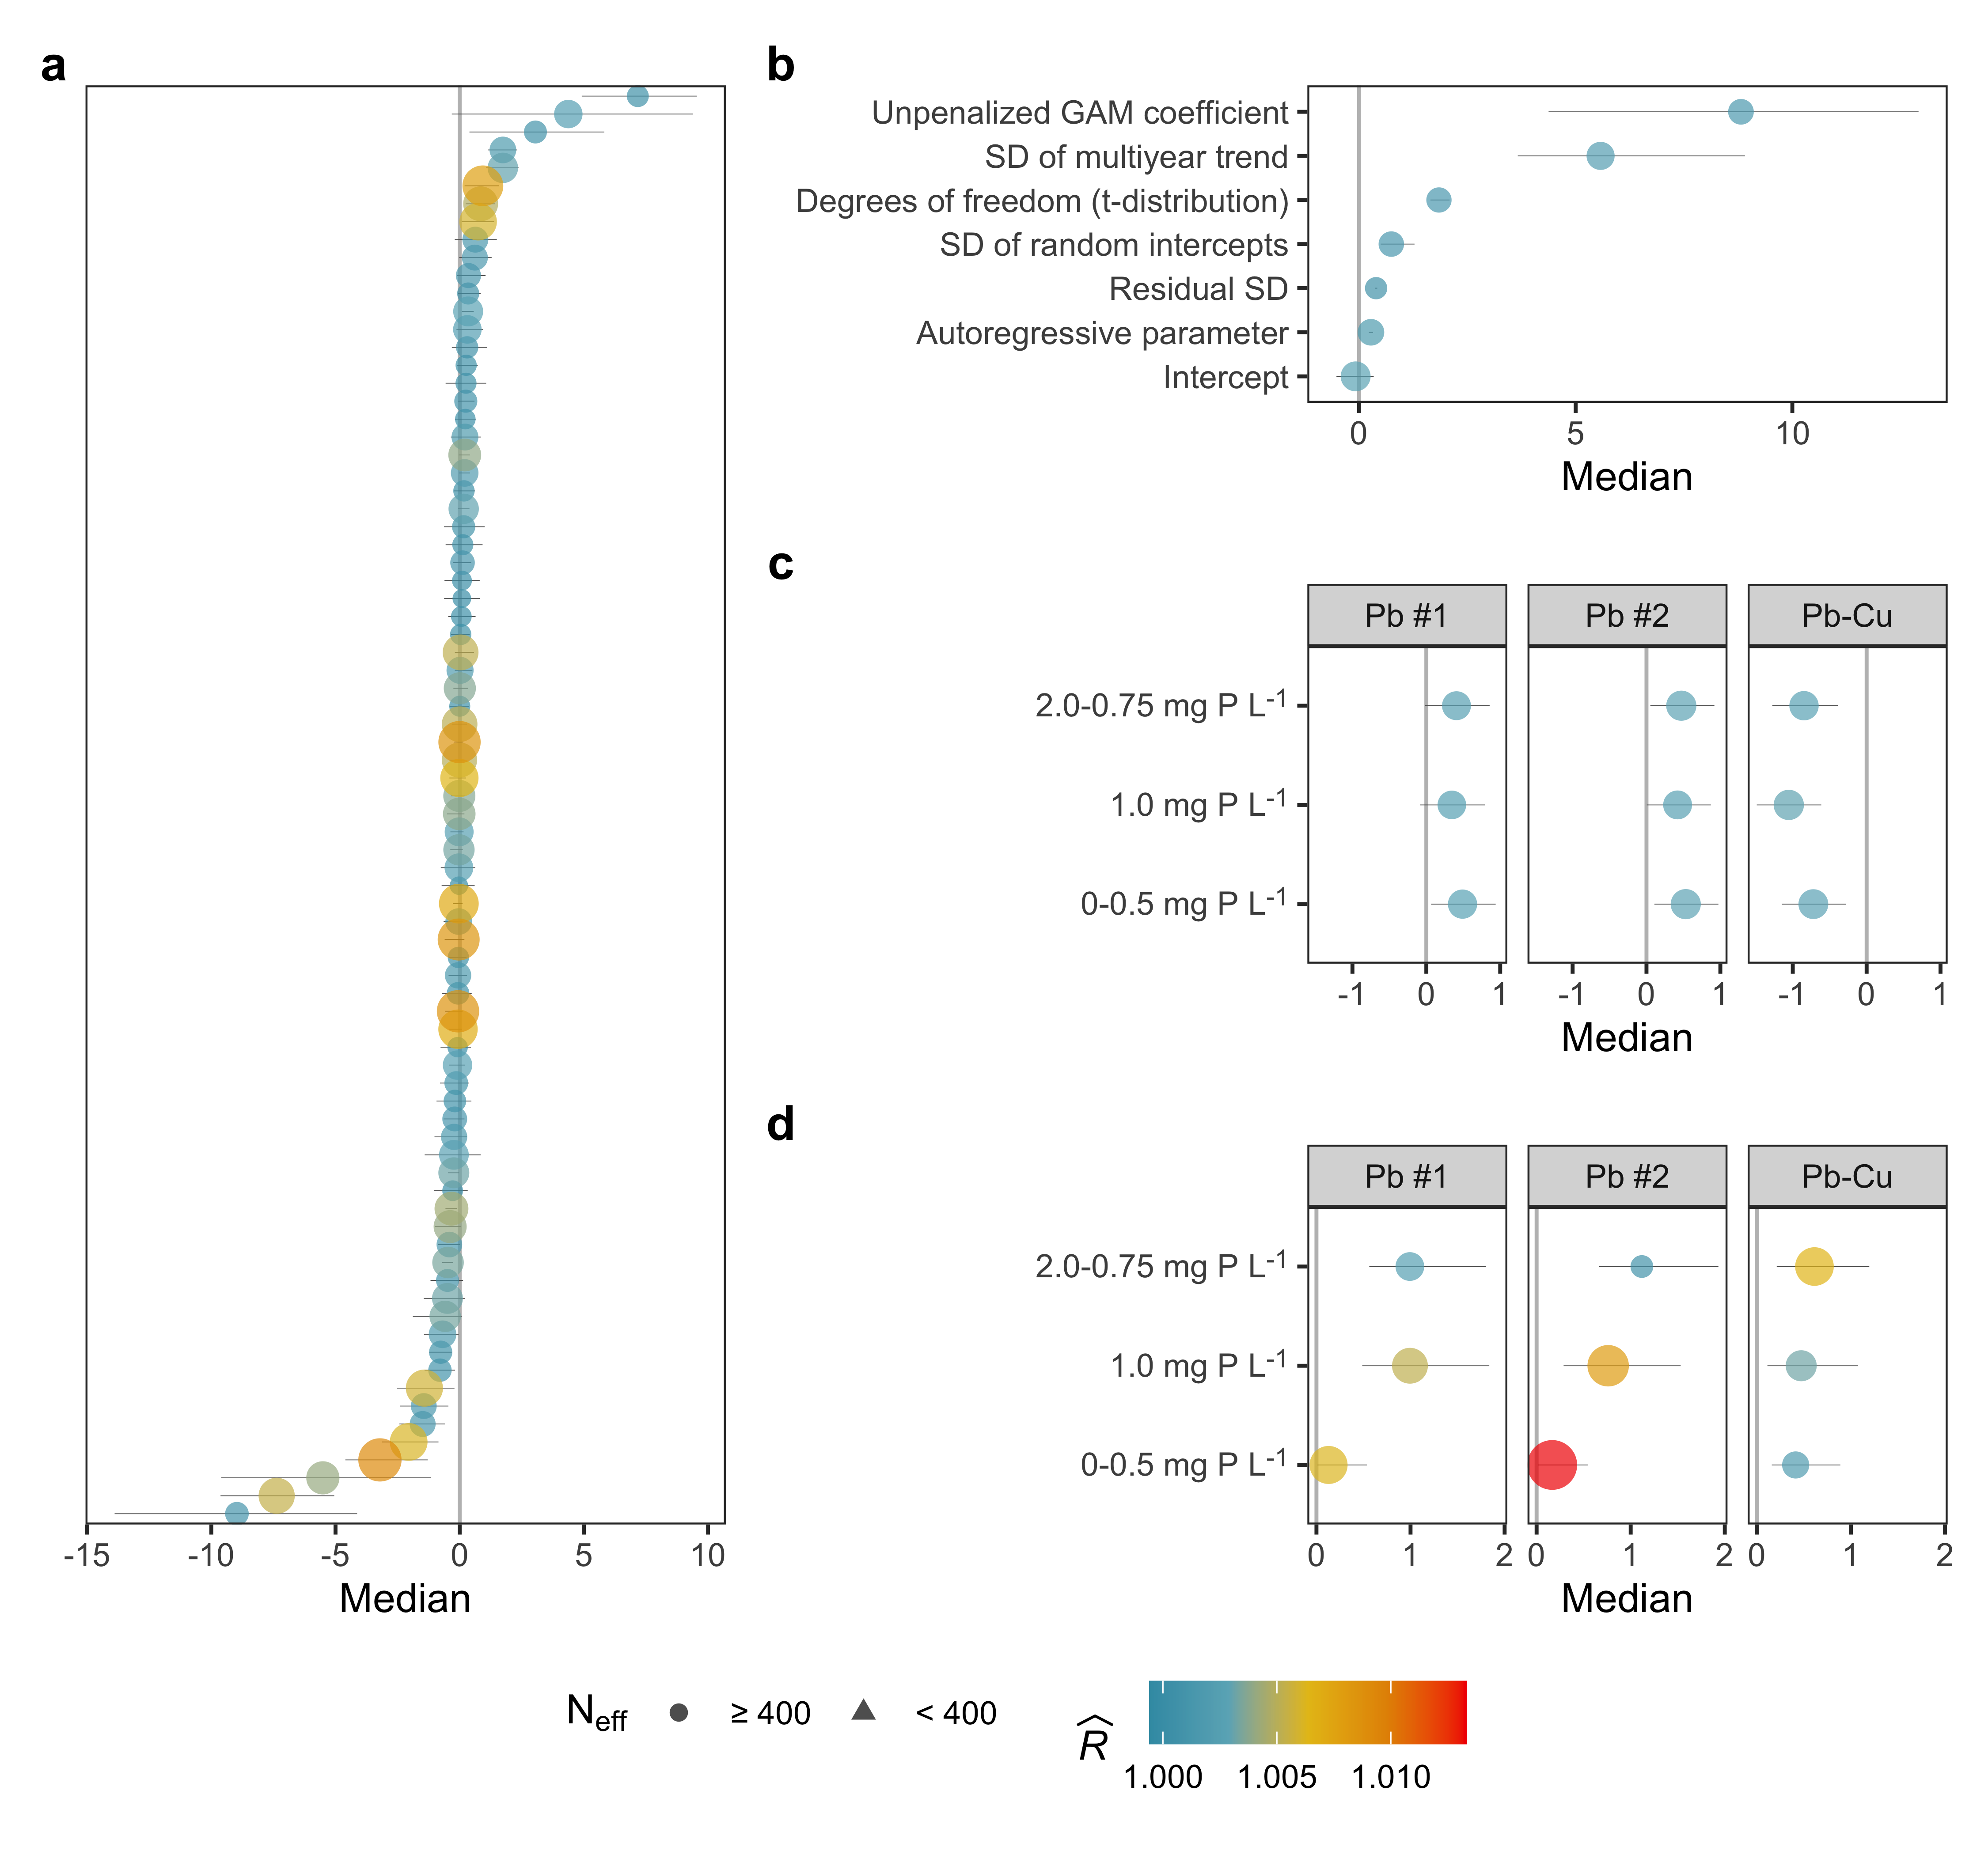 a
-15 -10 -5 0 5 10
Median
b
Unpenalized GAM coefficient
SD of multiyear trend
Degrees of freedom (t-distribution)
SD of random intercepts
Residual SD
Autoregressive parameter
Intercept
0 5 10
Median
c
Pb #1 Pb #2 Pb-Cu
2.0-0.75 mg P L⁻¹
1.0 mg P L⁻¹
0-0.5 mg P L⁻¹
-1 0 1 -1 0 1 -1 0 1
Median
d
Pb #1 Pb #2 Pb-Cu
2.0-0.75 mg P L⁻¹
1.0 mg P L⁻¹
0-0.5 mg P L⁻¹
0 1 2 0 1 2 0 1 2
Median
Neff ≥ 400 < 400
R̂
1.000 1.005 1.010